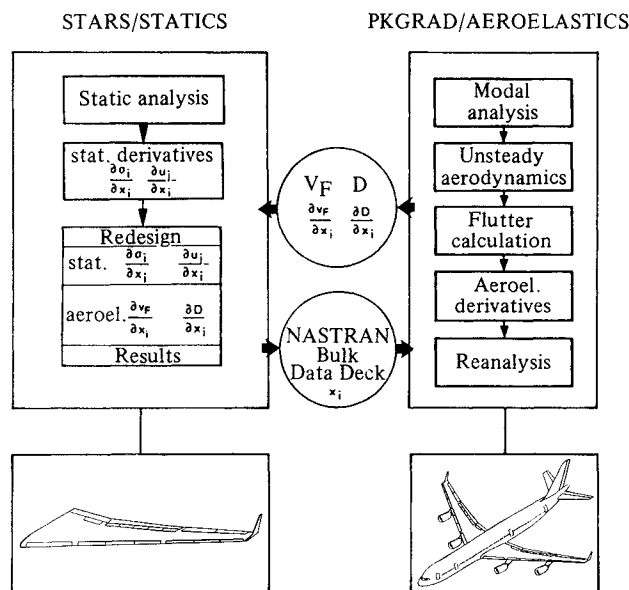 STARS/STATICS
PKGRAD/AEROELASTICS
Static analysis
stat. derivatives
∂σᵢ/∂xᵢ ∂uⱼ/∂xᵢ
Redesign
stat. ∂σᵢ/∂xᵢ ∂uⱼ/∂xᵢ
aeroel. ∂vF/∂xᵢ ∂D/∂xᵢ
Results
VF D
∂vF/∂xᵢ ∂D/∂xᵢ
NASTRAN
Bulk
Data Deck
xᵢ
Modal
analysis
Unsteady
aerodynamics
Flutter
calculation
Aeroel.
derivatives
Reanalysis